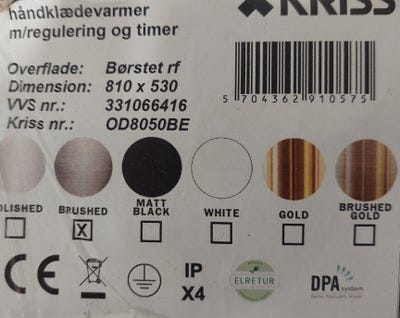 håndklædevarmer
m/regulering og timer
KRISS
Overflade: Børstet rf
Dimension: 810 x 530
VVS nr.: 331066416
Kriss nr.: OD8050BE
5 704362 910575
OLISHED
BRUSHED
MATT
BLACK
WHITE
GOLD
BRUSHED
GOLD
X
CE
IP
X4
ELRETUR
DPA
system